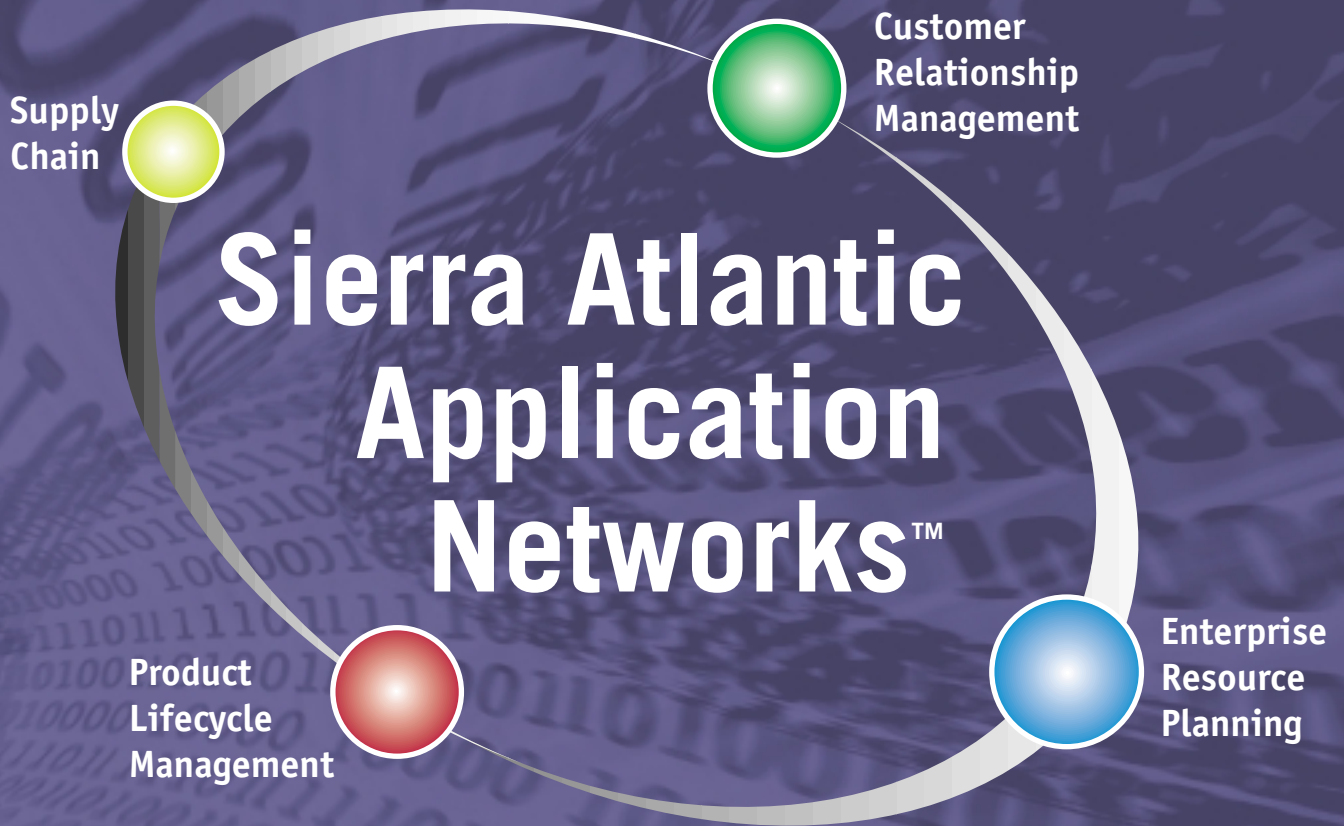 Customer
Relationship
Management
Supply
Chain
Sierra Atlantic
Application
Networks™
Product
Lifecycle
Management
Enterprise
Resource
Planning